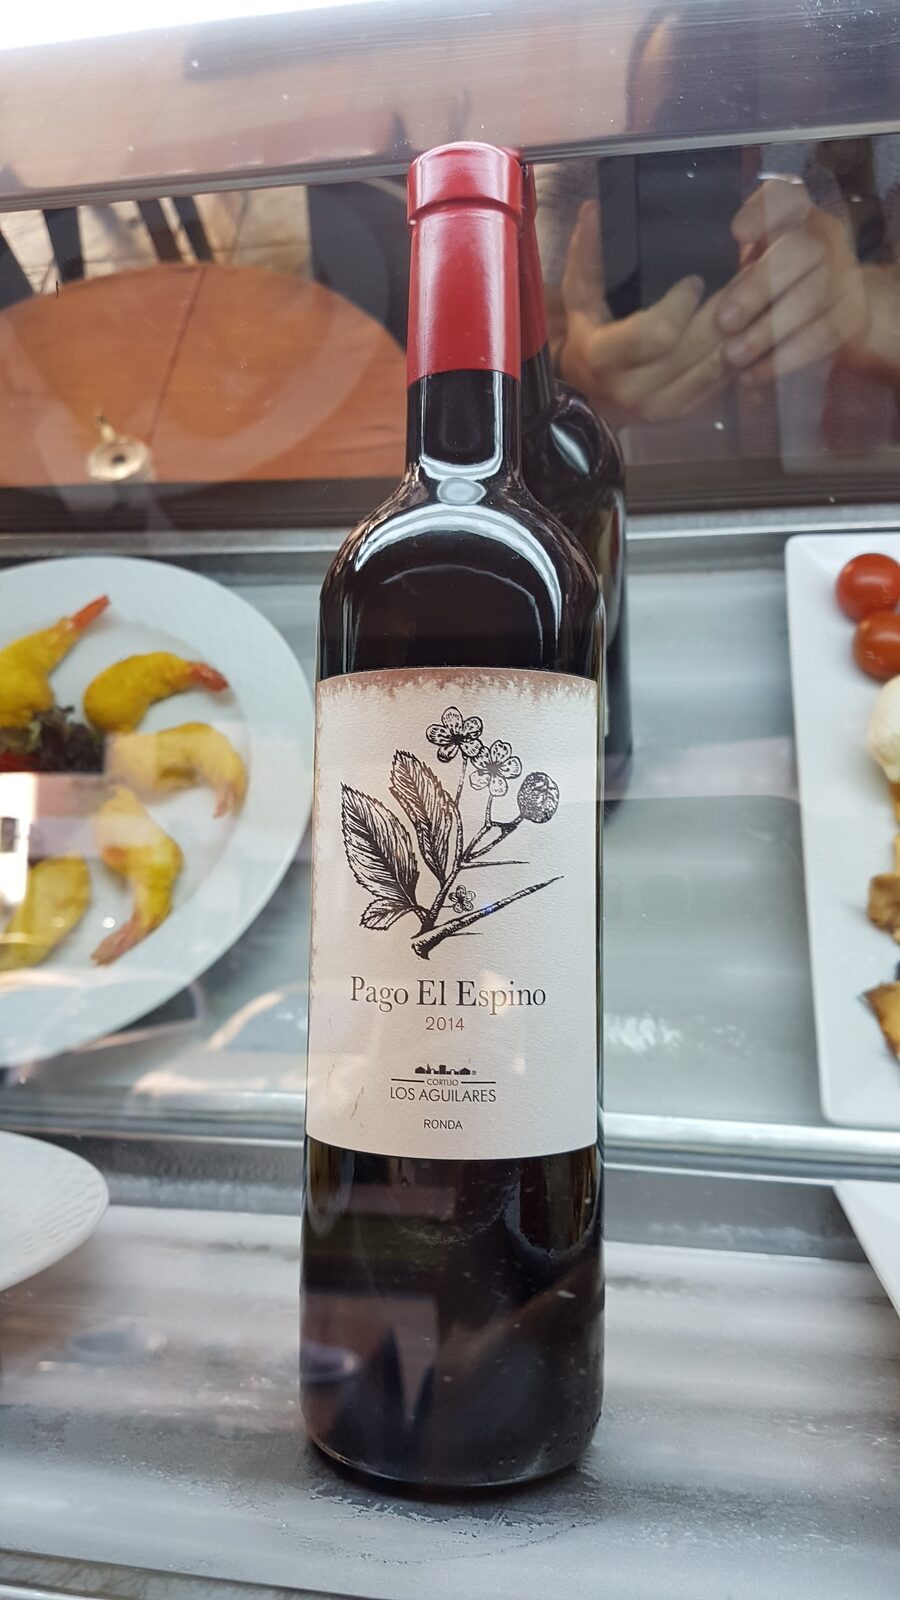 Pago El Espino
2014
CORTIJO
LOS AGUILARES
RONDA